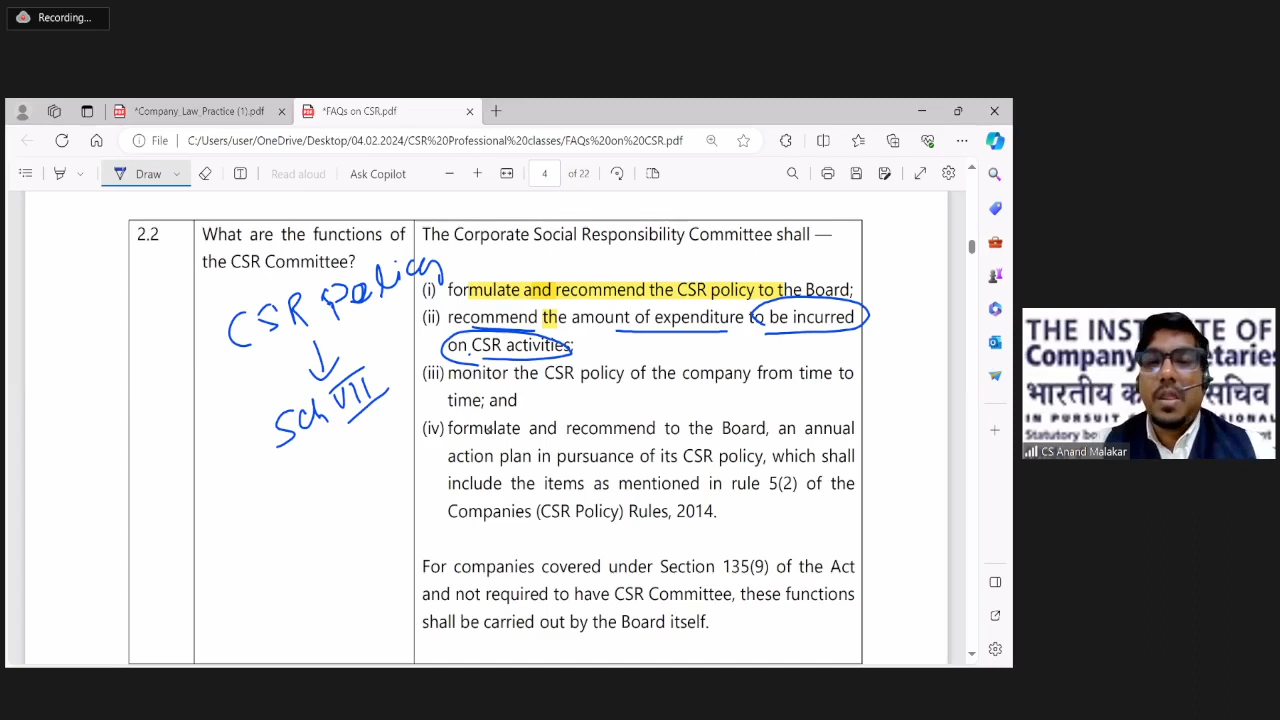 Recording...
*Company_Law_Practice (1).pdf
*FAQs on CSR.pdf
File
C:/Users/user/OneDrive/Desktop/04.02.2024/CSR%20Professional%20classes/FAQs%20on%20CSR.pdf
Draw
Read aloud
Ask Copilot
4
of 22
2.2
What are the functions of
the CSR Committee?
CSR Policy
Sch VII
The Corporate Social Responsibility Committee shall —
(i) formulate and recommend the CSR policy to the Board;
(ii) recommend the amount of expenditure to be incurred
on CSR activities;
(iii) monitor the CSR policy of the company from time to
time; and
(iv) formulate and recommend to the Board, an annual
action plan in pursuance of its CSR policy, which shall
include the items as mentioned in rule 5(2) of the
Companies (CSR Policy) Rules, 2014.
For companies covered under Section 135(9) of the Act
and not required to have CSR Committee, these functions
shall be carried out by the Board itself.
THE INSTITUTE OF
Company
भारतीय
सचिव
IN PURSUIT
Statutory
CS Anand Malakar